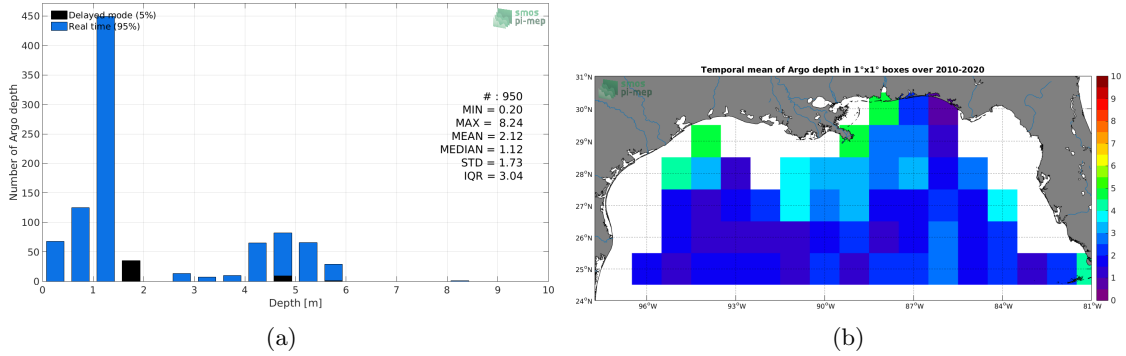 Delayed mode (5%)
Real time (95%)
smos
pi-mep
# : 950
MIN = 0.20
MAX = 8.24
MEAN = 2.12
MEDIAN = 1.12
STD = 1.73
IQR = 3.04
Number of Argo depth
450
400
350
300
250
200
150
100
50
0
0 1 2 3 4 5 6 7 8 9 10
Depth [m]
(a)
Temporal mean of Argo depth in 1°x1° boxes over 2010-2020
smos
pi-mep
31°N
30°N
29°N
28°N
27°N
26°N
25°N
24°N
96°W 93°W 90°W 87°W 84°W 81°W
10
9
8
7
6
5
4
3
2
1
0
(b)